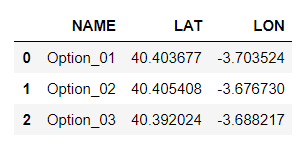 NAME LAT LON
0 Option_01 40.403677 -3.703524
1 Option_02 40.405408 -3.676730
2 Option_03 40.392024 -3.688217